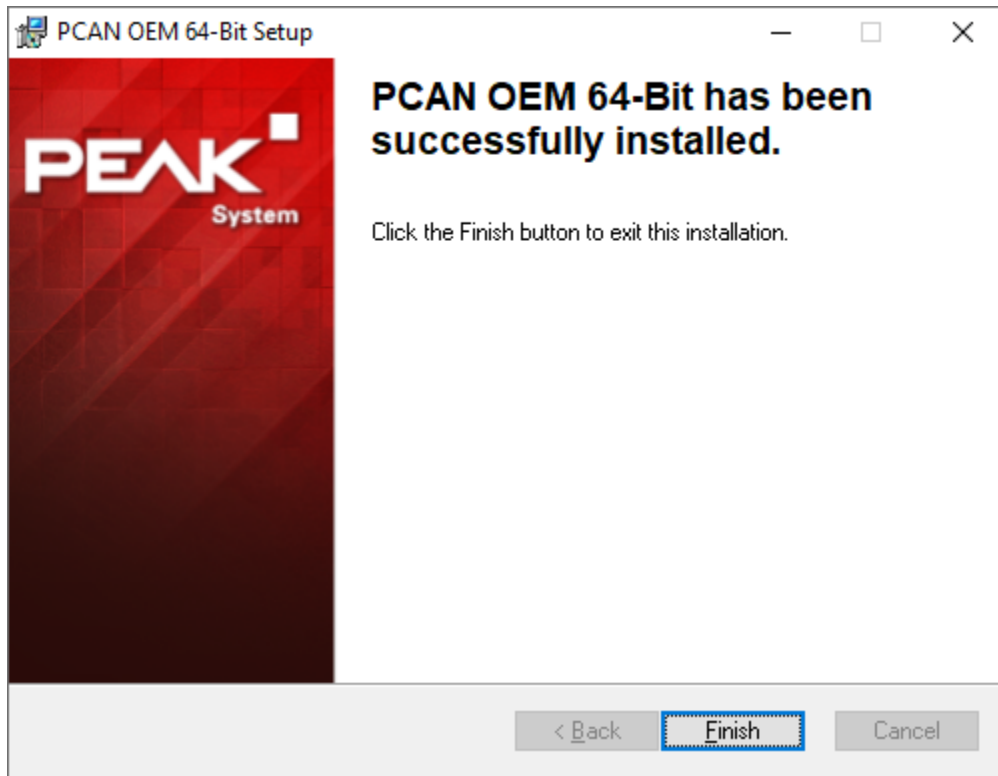 PCAN OEM 64-Bit Setup
PEAK
System
PCAN OEM 64-Bit has been
successfully installed.
Click the Finish button to exit this installation.
< Back
Finish
Cancel